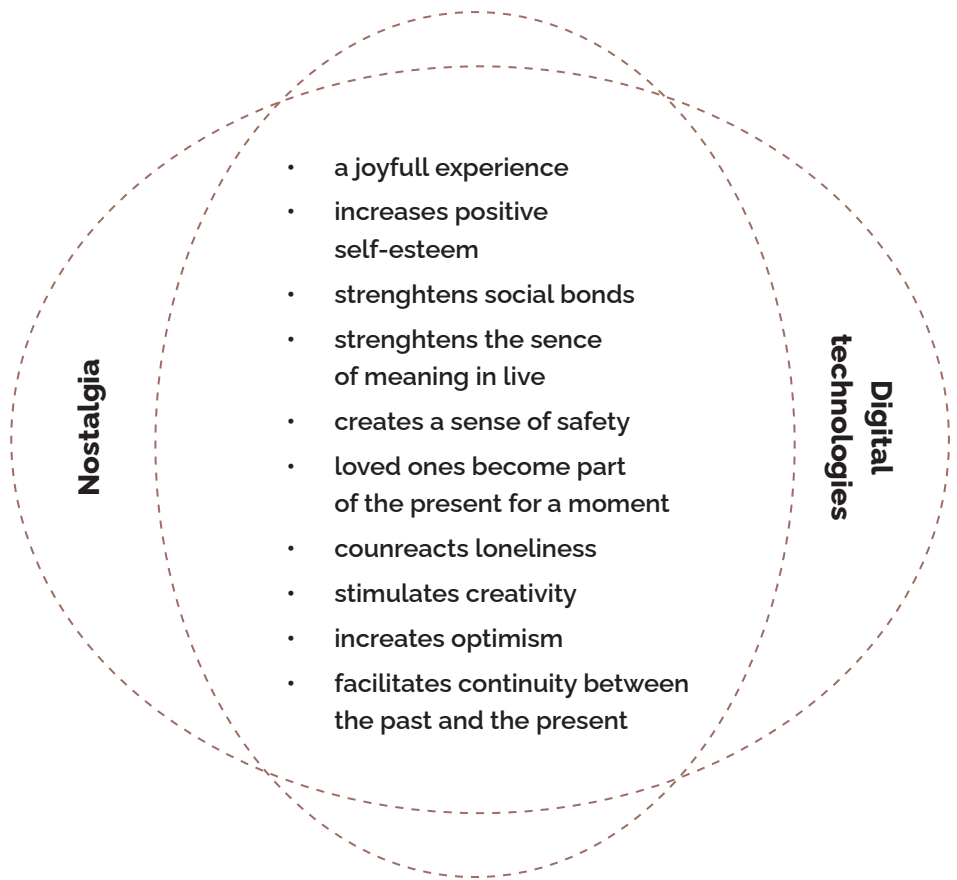 Nostalgia
• a joyfull experience
• increases positive
self-esteem
• strenghtens social bonds
• strenghtens the sence
of meaning in live
• creates a sense of safety
• loved ones become part
of the present for a moment
• counreacts loneliness
• stimulates creativity
• increates optimism
• facilitates continuity between
the past and the present
Digital
technologies